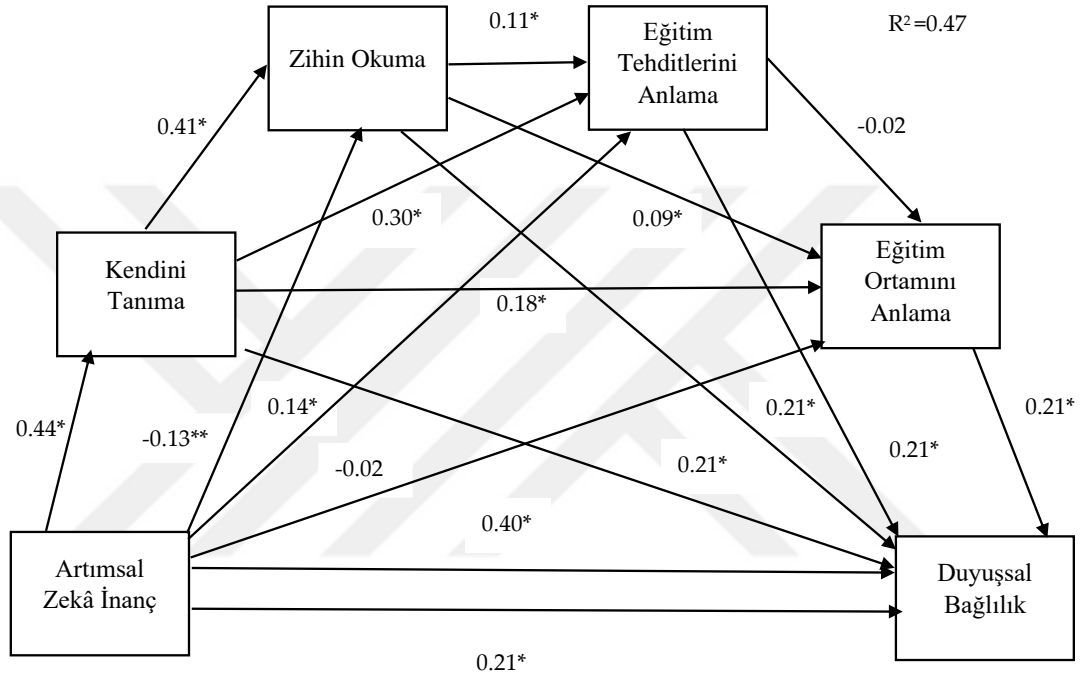 0.11*
R²=0.47
Zihin Okuma
Eğitim
Tehditlerini
Anlama
0.41*
-0.02
0.30*
0.09*
Kendini
Tanıma
Eğitim
Ortamını
Anlama
0.18*
0.44*
-0.13**
0.14*
0.21*
0.21*
-0.02
0.21*
0.21*
0.40*
Artımsal
Zekâ İnanç
Duyuşsal
Bağlılık
0.21*